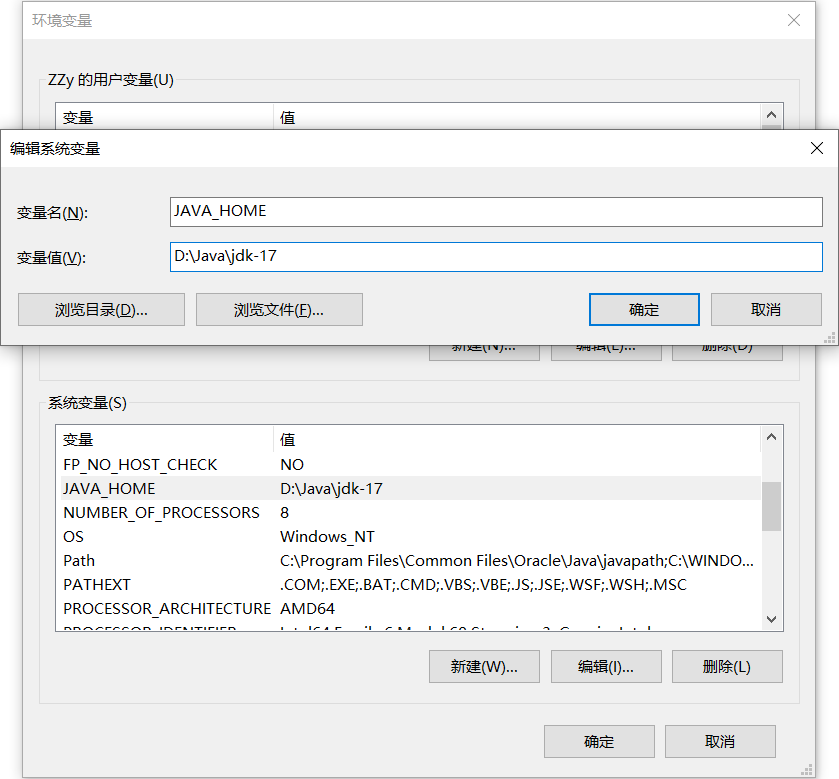 环境变量
ZZy 的用户变量(U)
变量 值
编辑系统变量
变量名(N): JAVA_HOME
变量值(V): D:\Java\jdk-17
浏览目录(D)... 浏览文件(F)... 确定 取消
新建(N)... 编辑(E)... 删除(D)
系统变量(S)
变量 值
FP_NO_HOST_CHECK NO
JAVA_HOME D:\Java\jdk-17
NUMBER_OF_PROCESSORS 8
OS Windows_NT
Path C:\Program Files\Common Files\Oracle\Java\javapath;C:\WINDO...
PATHEXT .COM;.EXE;.BAT;.CMD;.VBS;.VBE;.JS;.JSE;.WSF;.WSH;.MSC
PROCESSOR_ARCHITECTURE AMD64
PROCESSOR_IDENTIFIER
新建(W)... 编辑(I)... 删除(L)
确定 取消